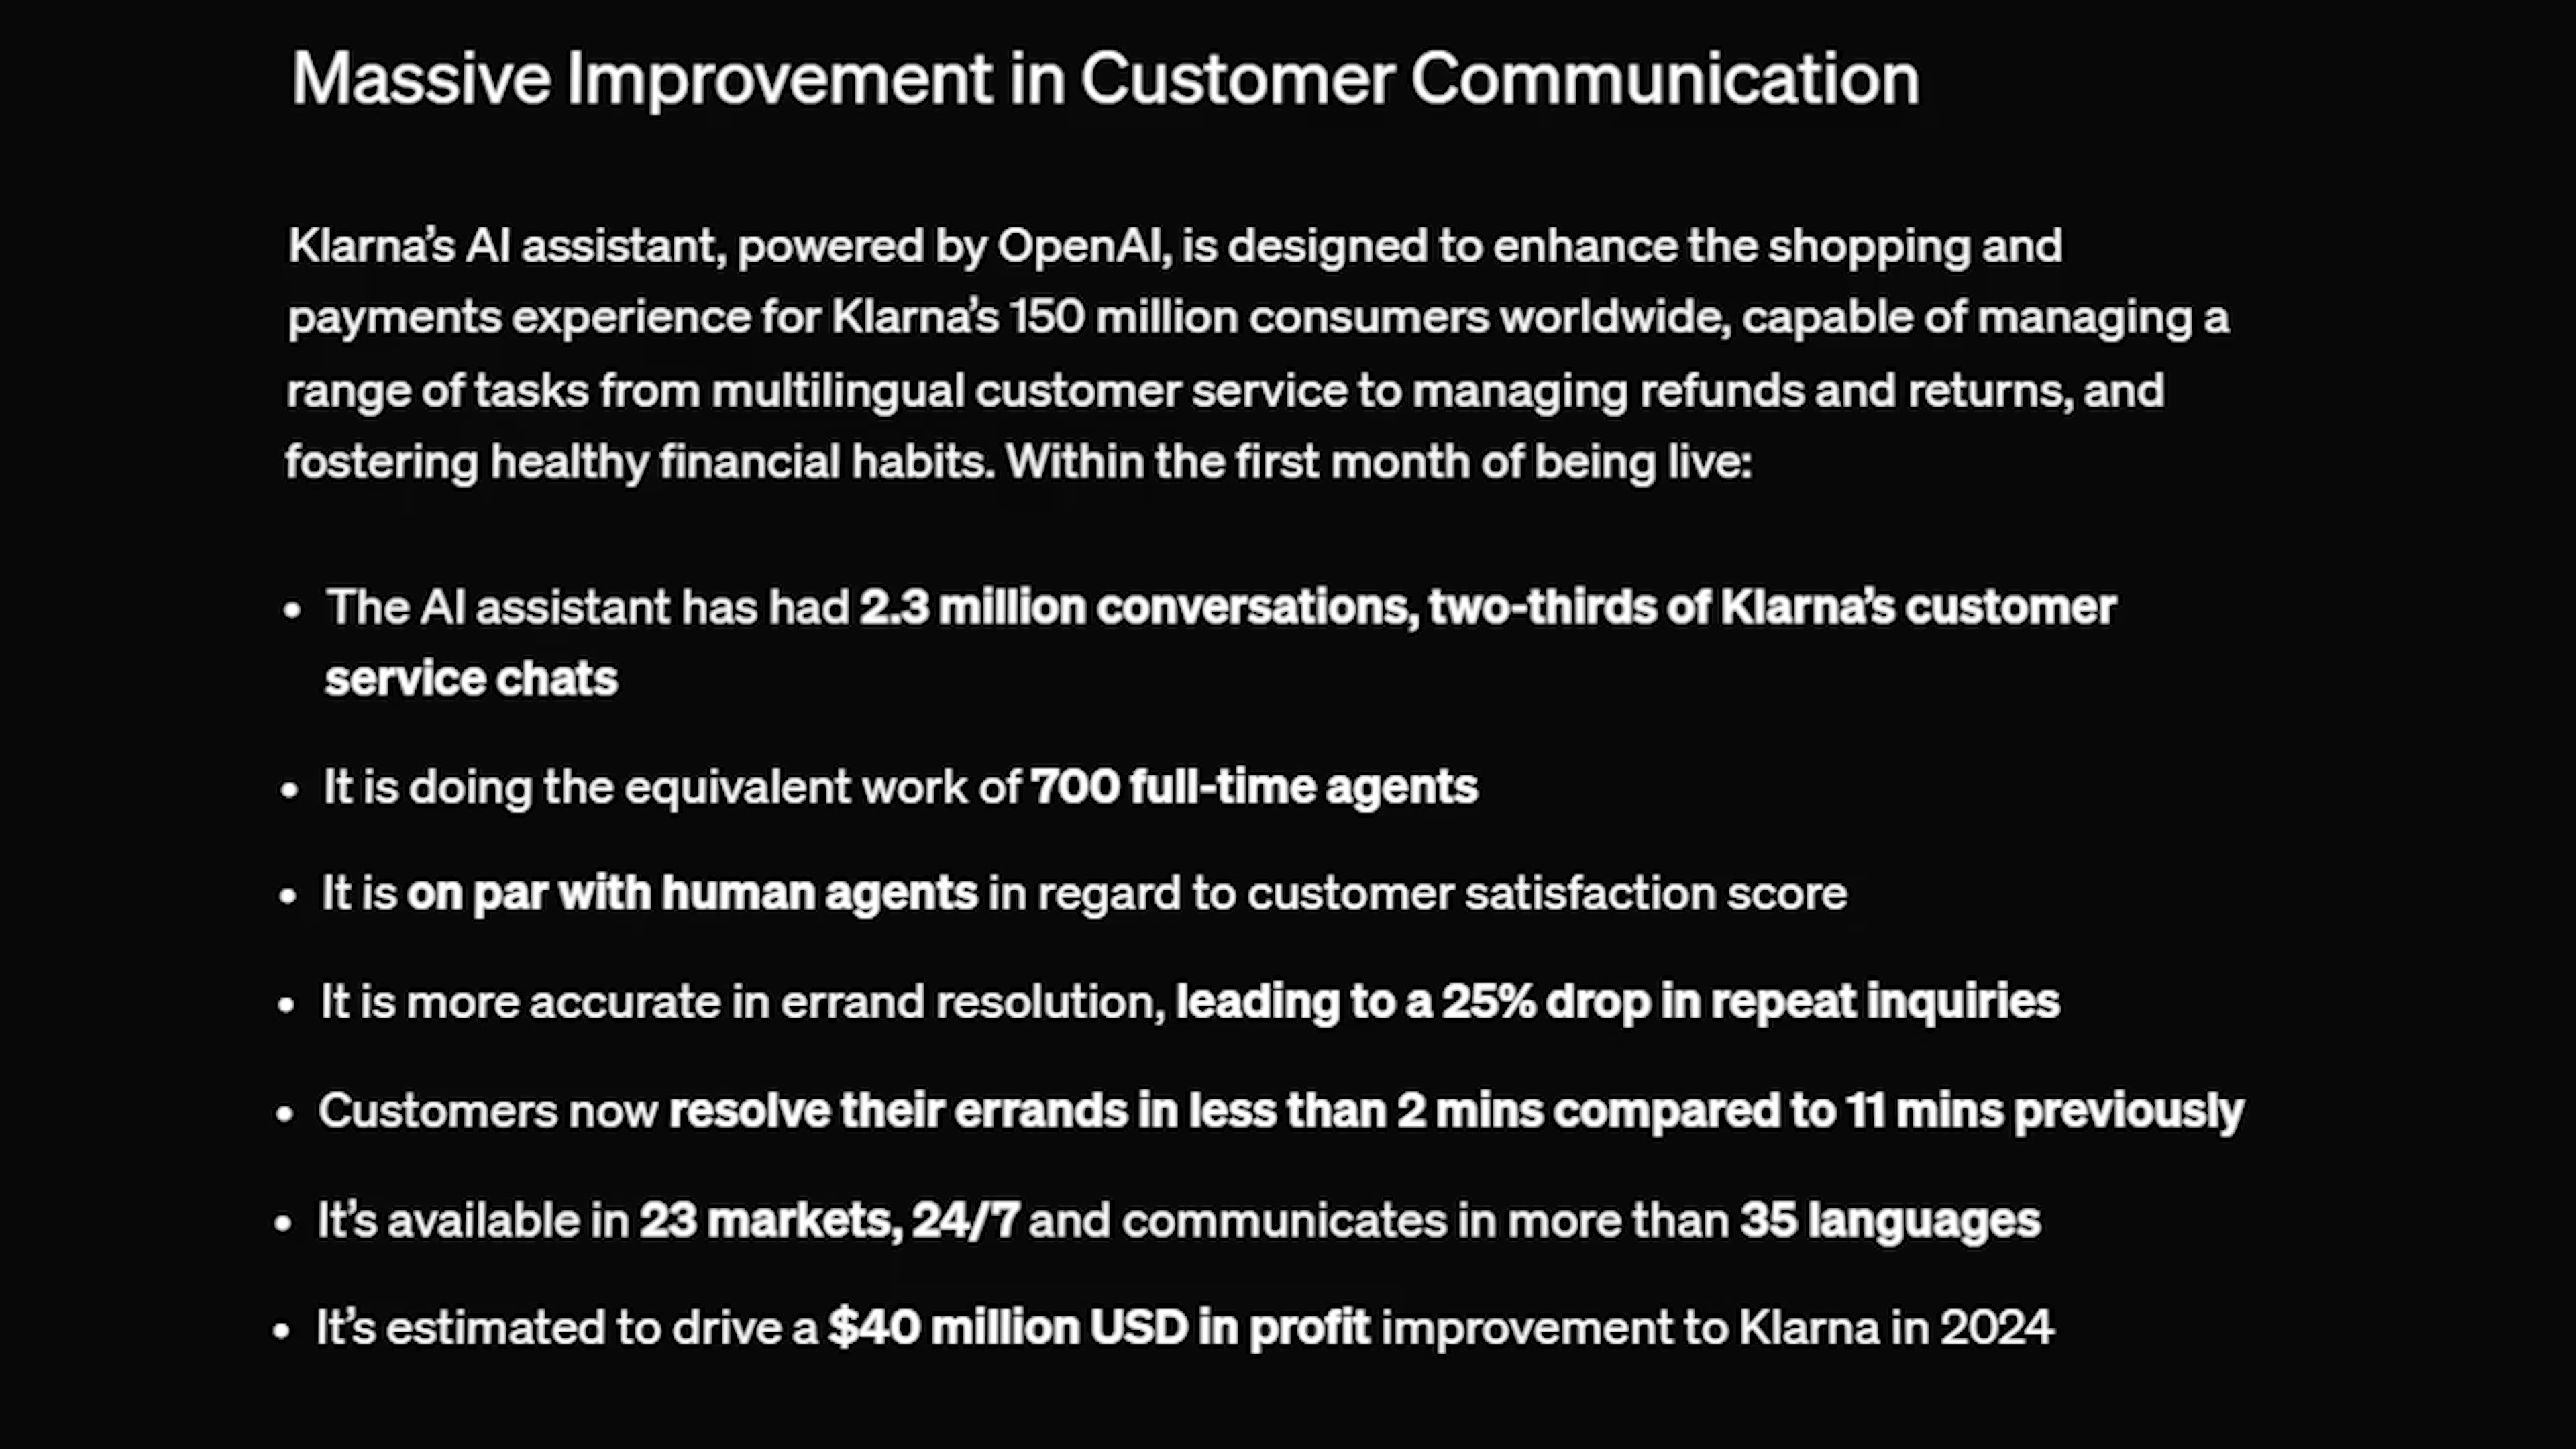 Massive Improvement in Customer Communication
Klarna’s AI assistant, powered by OpenAI, is designed to enhance the shopping and
payments experience for Klarna’s 150 million consumers worldwide, capable of managing a
range of tasks from multilingual customer service to managing refunds and returns, and
fostering healthy financial habits. Within the first month of being live:
• The AI assistant has had 2.3 million conversations, two-thirds of Klarna’s customer
service chats
• It is doing the equivalent work of 700 full-time agents
• It is on par with human agents in regard to customer satisfaction score
• It is more accurate in errand resolution, leading to a 25% drop in repeat inquiries
• Customers now resolve their errands in less than 2 mins compared to 11 mins previously
• It’s available in 23 markets, 24/7 and communicates in more than 35 languages
• It’s estimated to drive a $40 million USD in profit improvement to Klarna in 2024